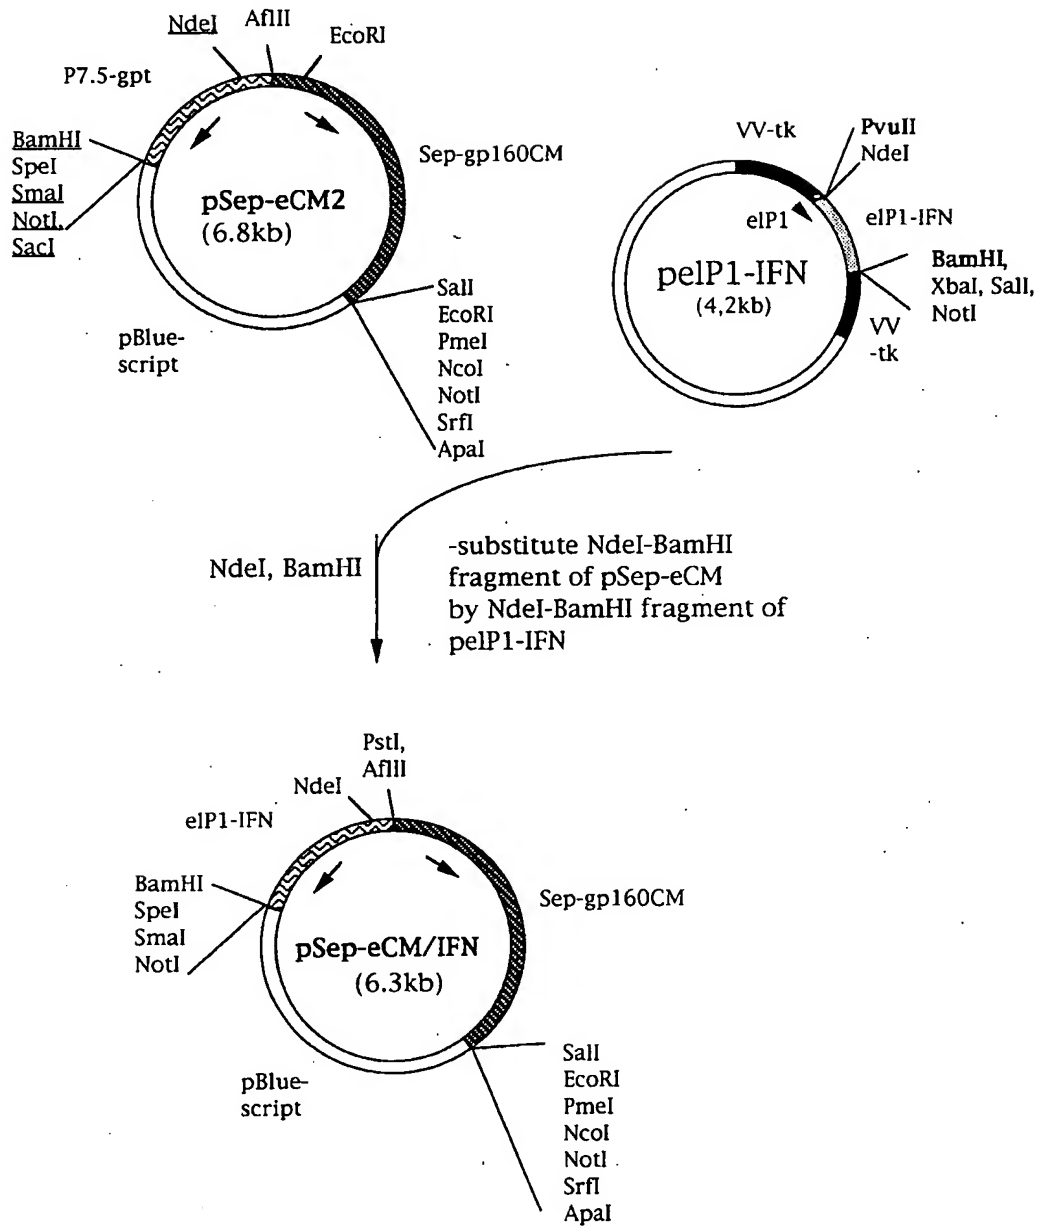 NdeI
AflII
EcoRI
P7.5-gpt
BamHI
SpeI
SmaI
NotI,
SacI
pSep-eCM2
(6.8kb)
Sep-gp160CM
pBlue-
script
SalI
EcoRI
PmeI
NcoI
NotI
SrfI
ApaI
VV-tk
PvuII
NdeI
elP1
elP1-IFN
pelP1-IFN
(4,2kb)
BamHI,
XbaI, SalI,
NotI
VV
-tk
NdeI, BamHI
-substitute NdeI-BamHI
fragment of pSep-eCM
by NdeI-BamHI fragment of
pelP1-IFN
PstI,
AflII
NdeI
elP1-IFN
BamHI
SpeI
SmaI
NotI
pSep-eCM/IFN
(6.3kb)
Sep-gp160CM
pBlue-
script
SalI
EcoRI
PmeI
NcoI
NotI
SrfI
ApaI